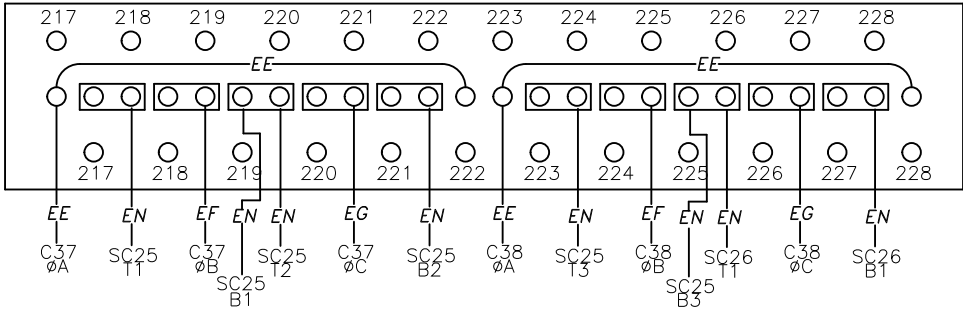 217 218 219 220 221 222 223 224 225 226 227 228
EE EE
217 218 219 220 221 222 223 224 225 226 227 228
EE EN EF EN EN EG EN EE EN EF EN EN EG EN
C37 SC25 C37 SC25 C37 SC25 C38 SC25 C38 SC26 C38 SC26
øA T1 øB T2 øC B2 øA T3 øB T1 øC B1
SC25 SC25
B1 B3